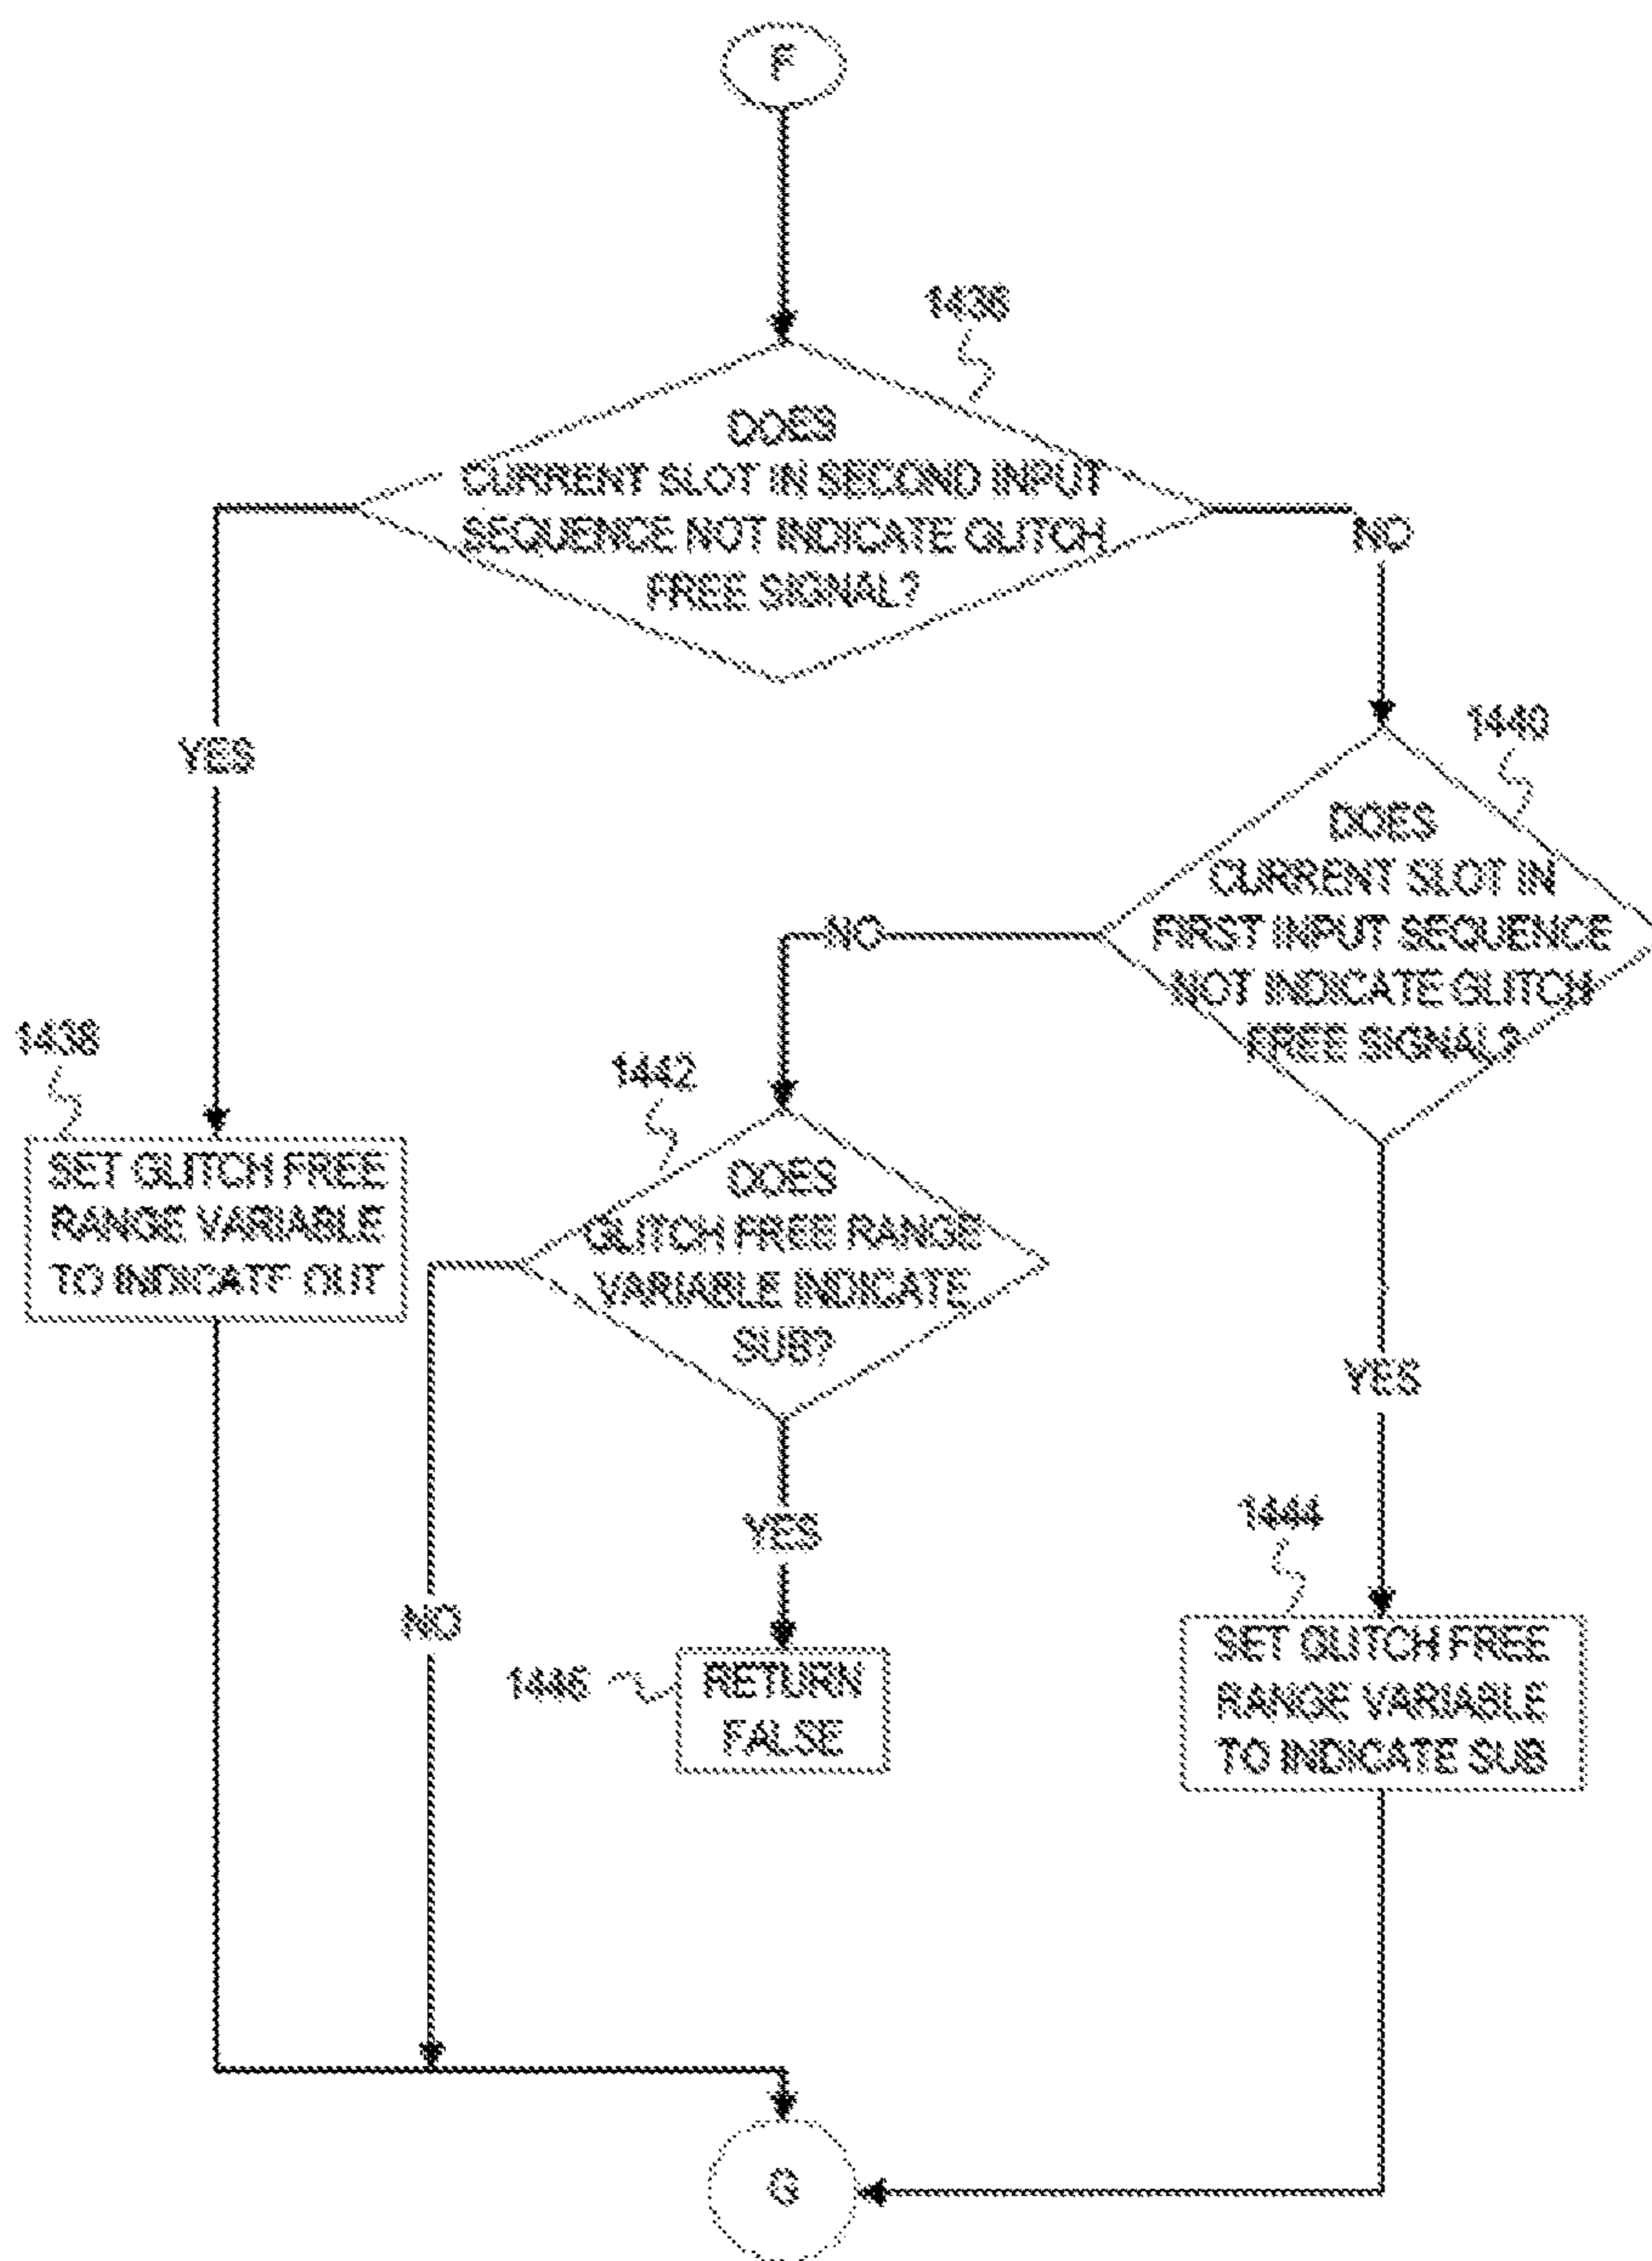 F
1436
DOES
CURRENT SLOT IN SECOND INPUT
SEQUENCE NOT INDICATE GLITCH
FREE SIGNAL?
NO
YES
1440
DOES
CURRENT SLOT IN
FIRST INPUT SEQUENCE
NOT INDICATE GLITCH
FREE SIGNAL?
NO
1438
SET GLITCH FREE
RANGE VARIABLE
TO INDICATE OUT
1442
DOES
GLITCH FREE RANGE
VARIABLE INDICATE
SUB?
YES
YES
NO
1446
RETURN
FALSE
1444
SET GLITCH FREE
RANGE VARIABLE
TO INDICATE SUB
G